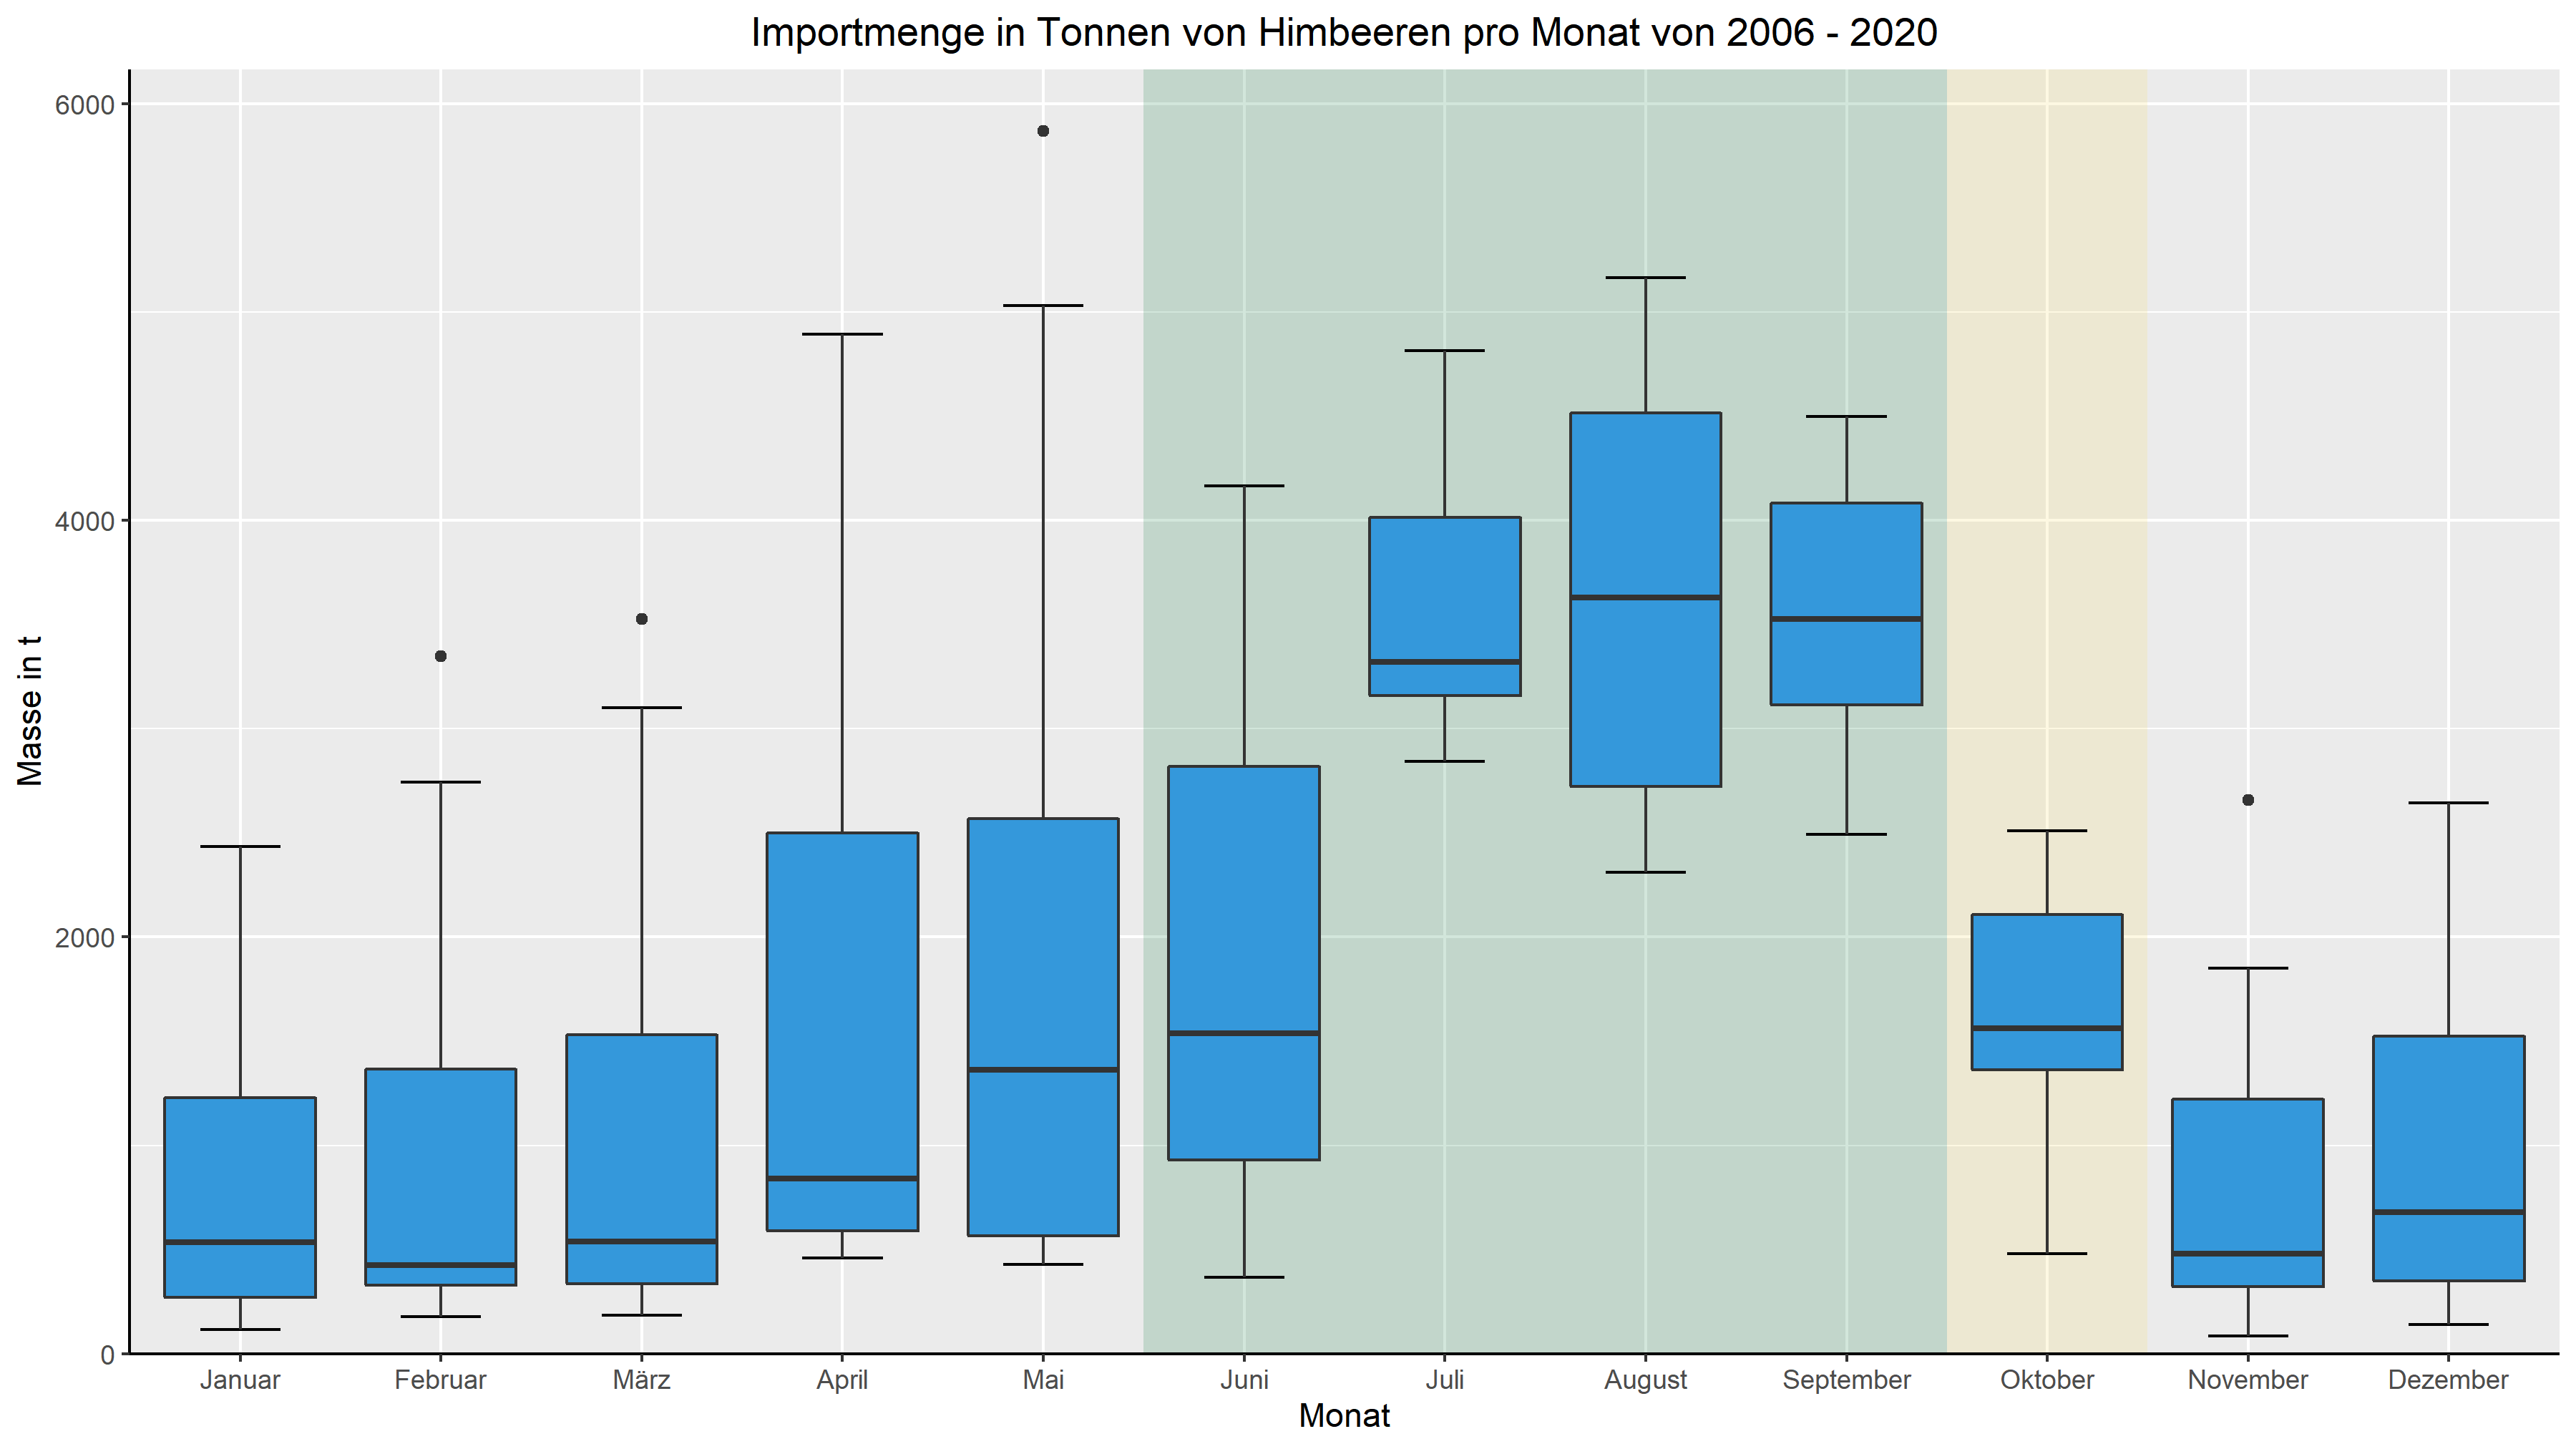 Importmenge in Tonnen von Himbeeren pro Monat von 2006 - 2020
6000
4000
2000
0
Masse in t
Januar Februar März April Mai Juni Juli August September Oktober November Dezember
Monat